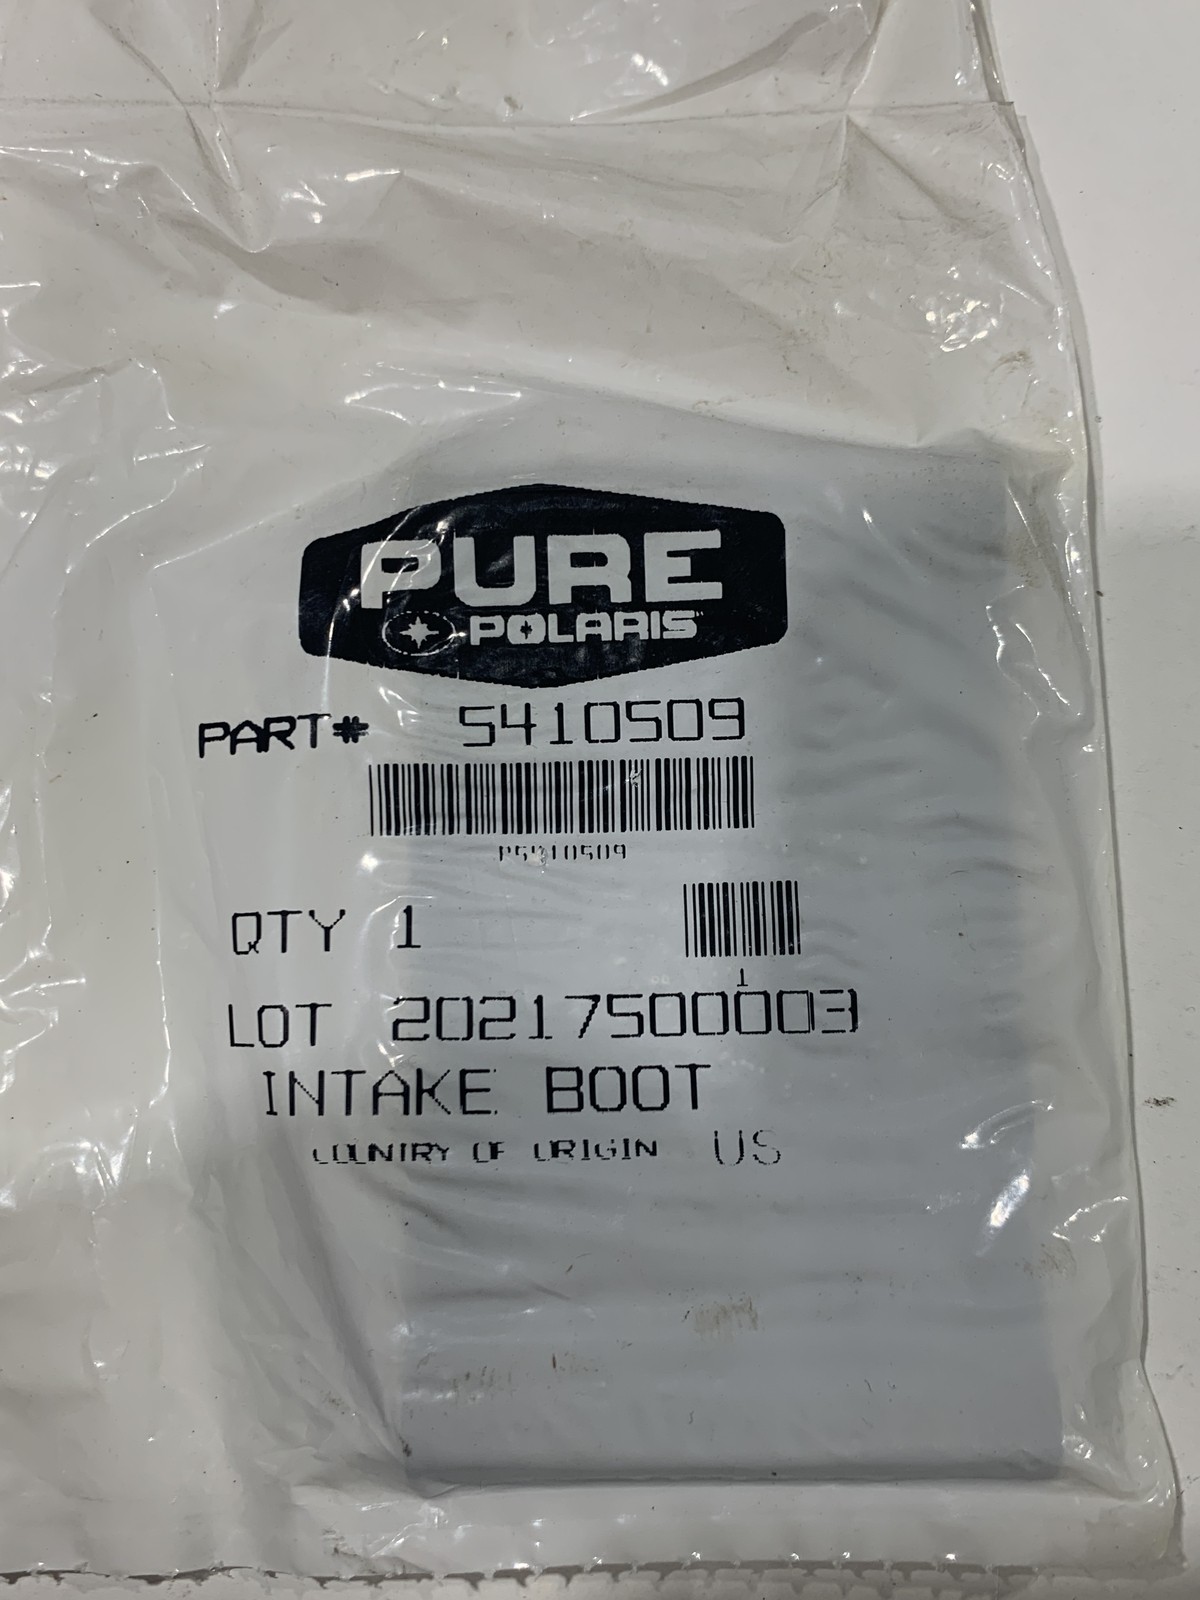 PURE
POLARIS
PART# 5410509
P5410509
QTY 1
1
LOT 20217500003
INTAKE BOOT
COUNTRY OF ORIGIN US